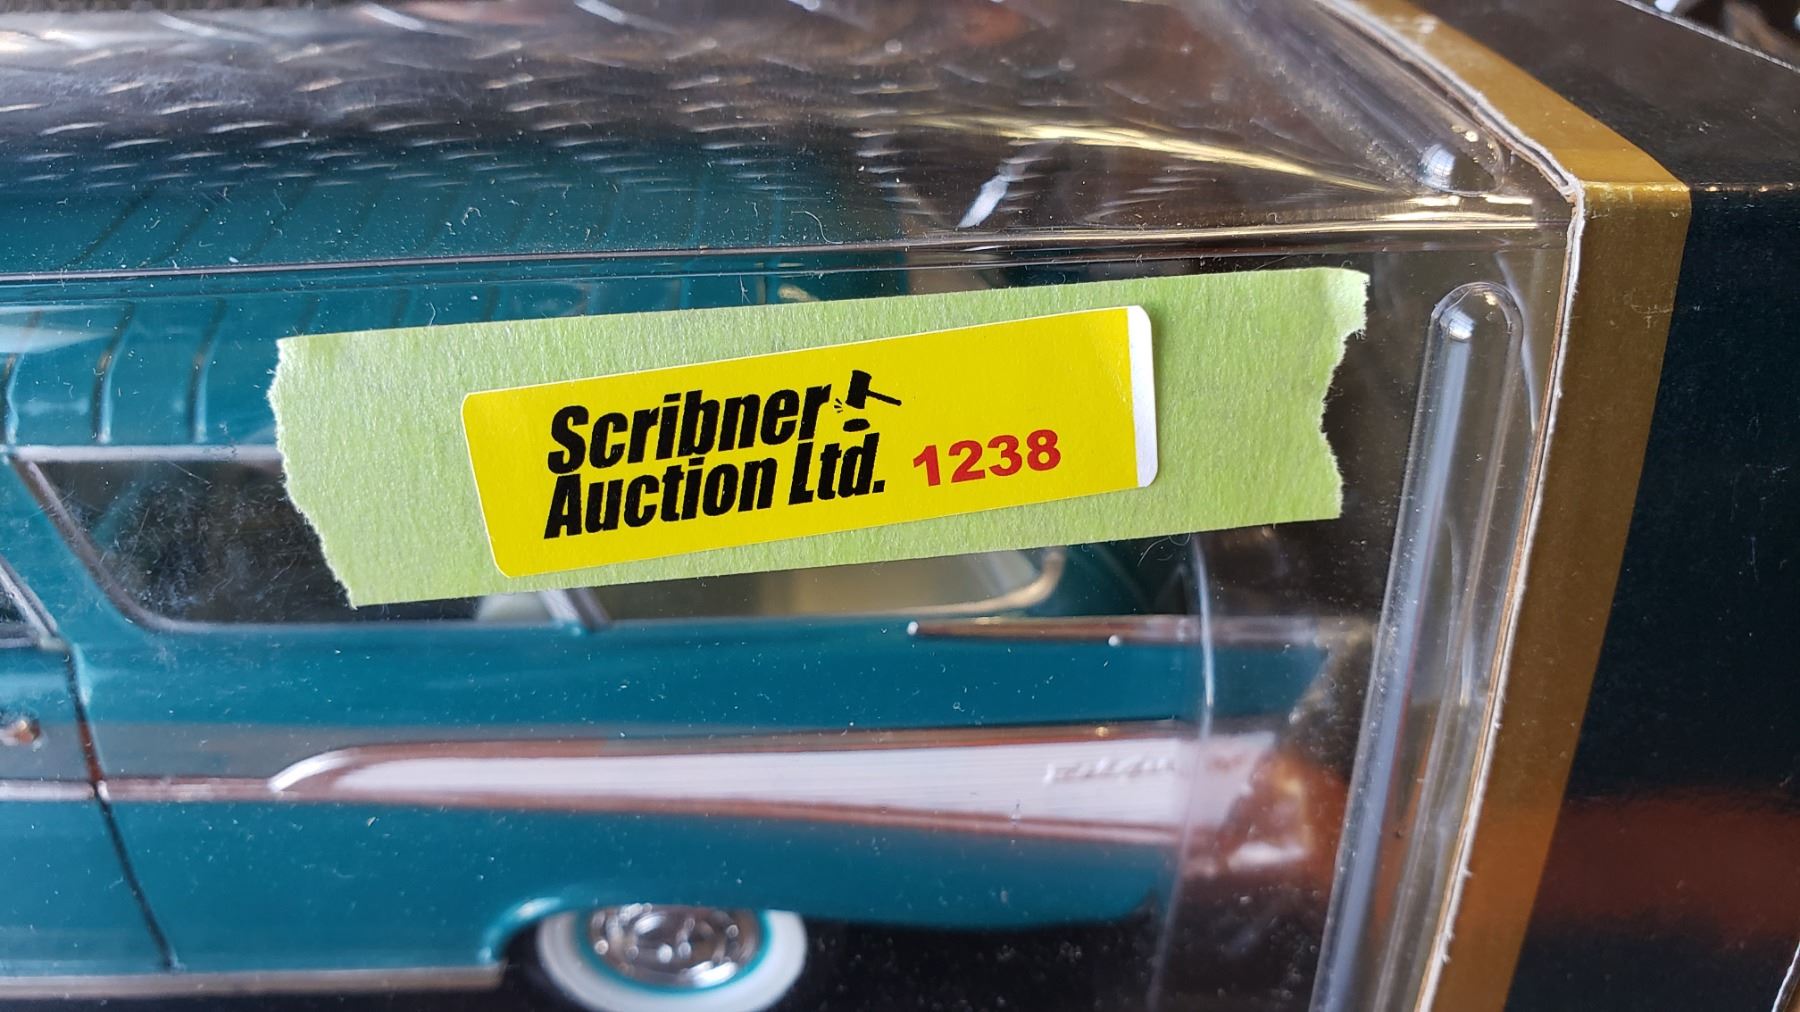 Scribner
Auction Ltd. 1238